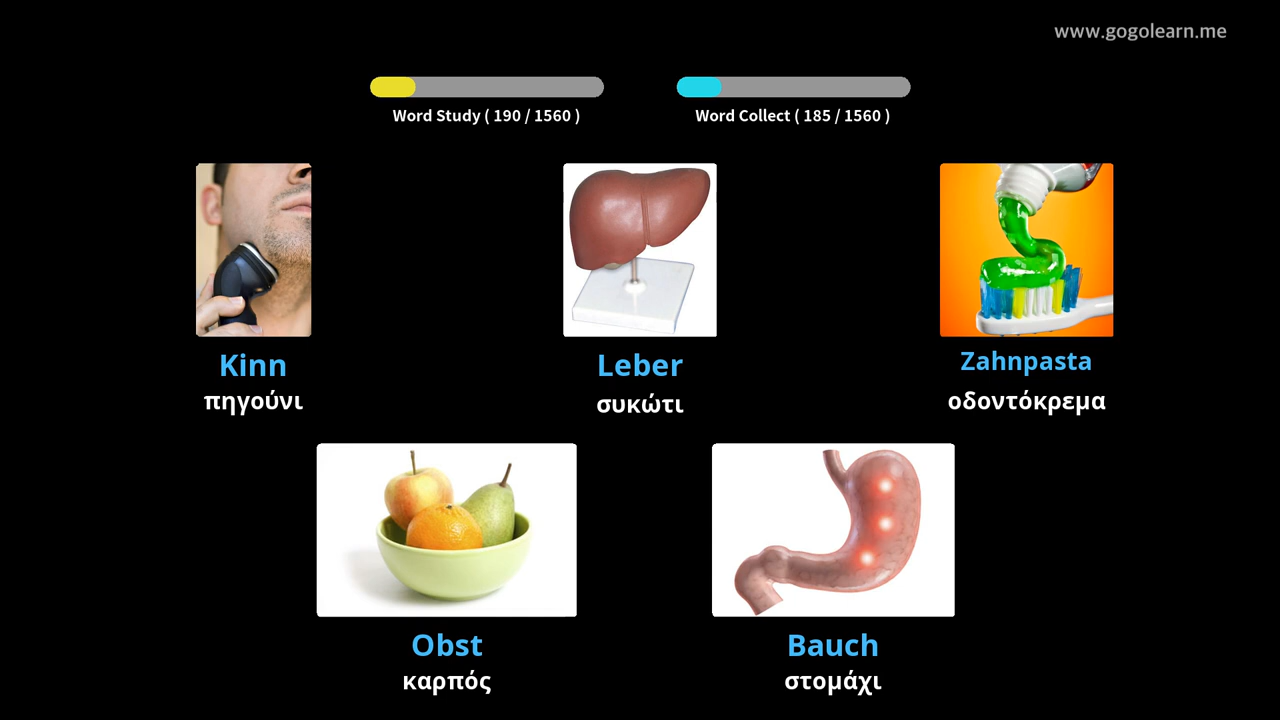 www.gogolearn.me
Word Study ( 190 / 1560 )
Word Collect ( 185 / 1560 )
Kinn
πηγούνι
Leber
συκώτι
Zahnpasta
οδοντόκρεμα
Obst
καρπός
Bauch
στομάχι